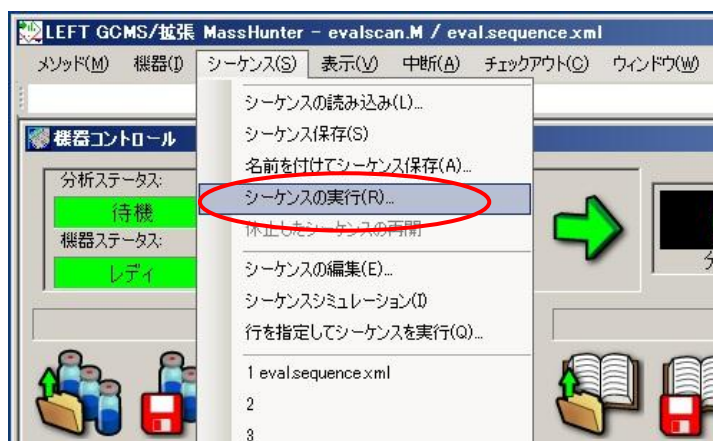 LEFT GCMS/拡張 MassHunter - evalscan.M / eval.sequence.xml
メソッド(M) 機器(I) シーケンス(S) 表示(V) 中断(A) チェックアウト(C) ウィンドウ(W)
シーケンスの読み込み(L)...
シーケンス保存(S)
機器コントロール
名前を付けてシーケンス保存(A)...
分析ステータス:
シーケンスの実行(R)...
待機
休止したシーケンスの再開
機器ステータス:
シーケンスの編集(E)...
レディ
シーケンスシミュレーション(I)
行を指定してシーケンスを実行(Q)...
1 eval.sequence.xml
2
3